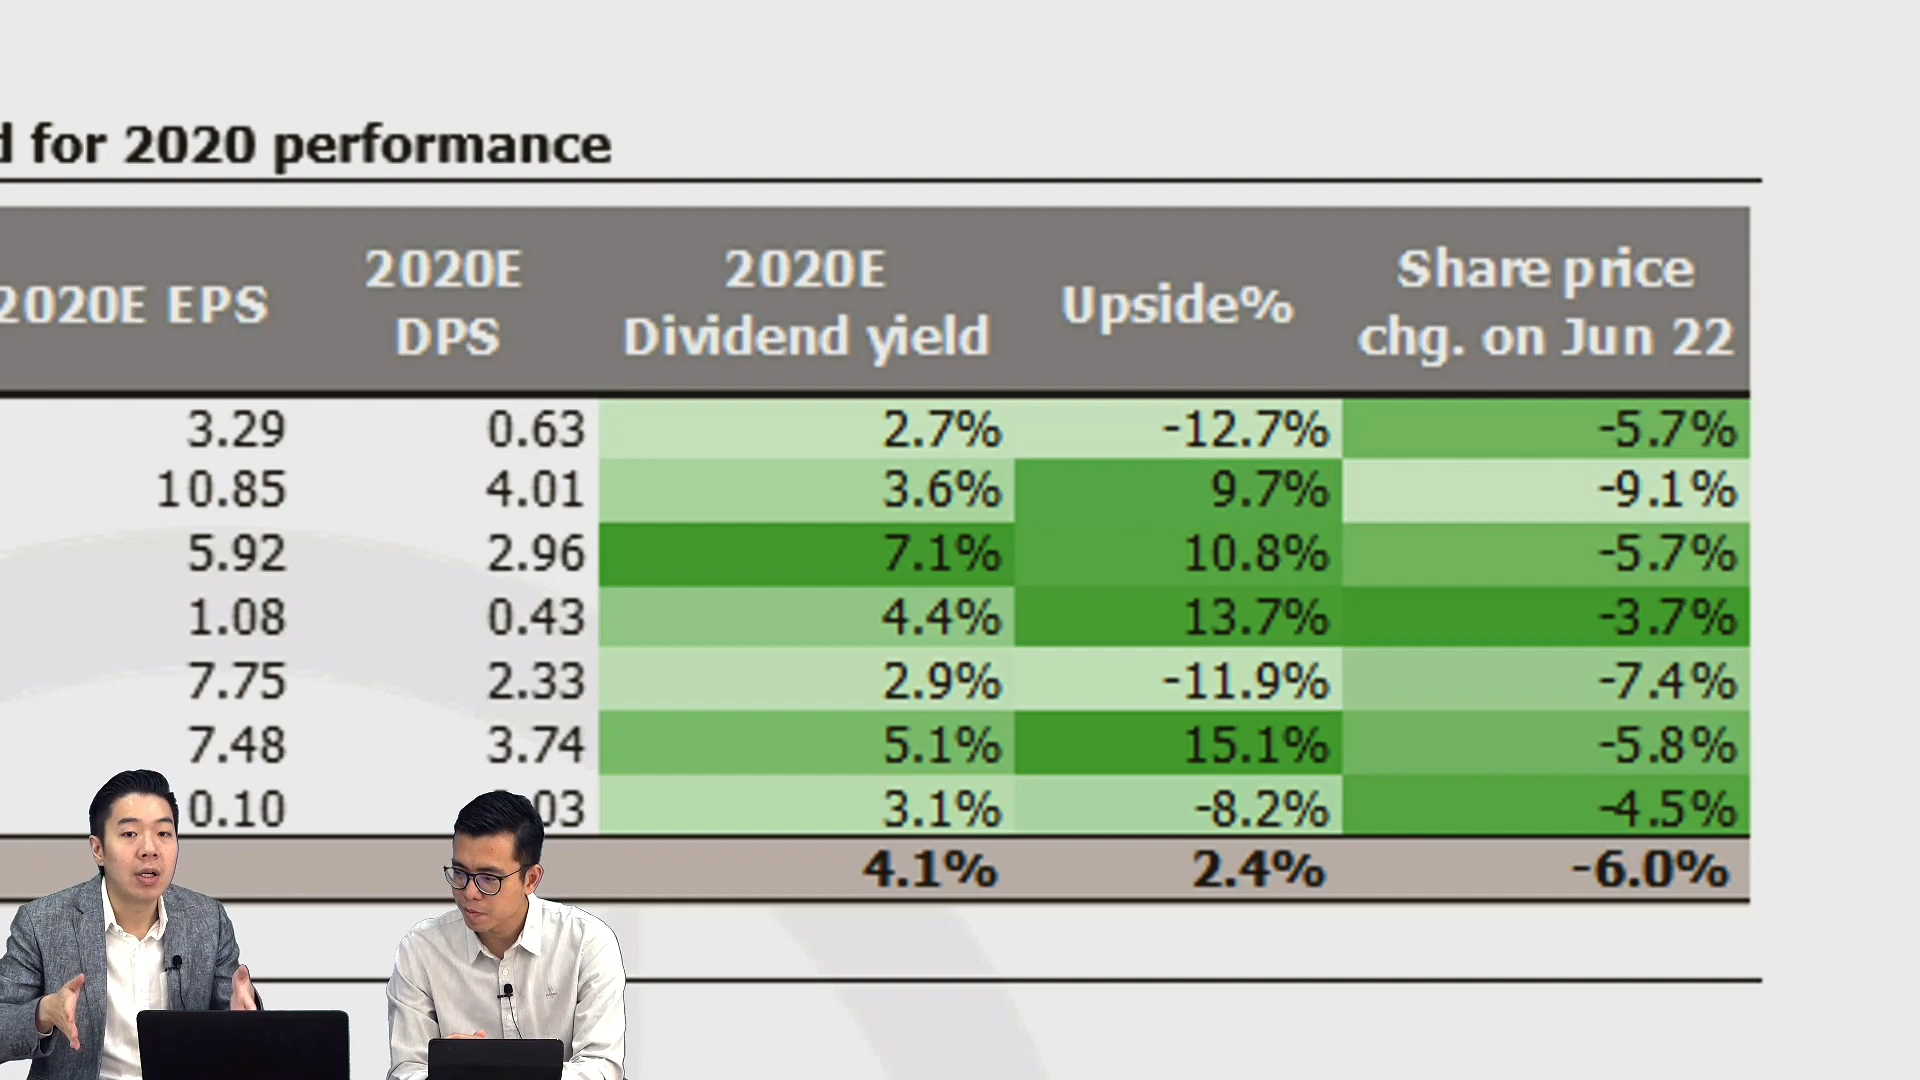 for 2020 performance
2020E EPS 2020E DPS 2020E Dividend yield Upside% Share price chg. on Jun 22
3.29 0.63 2.7% -12.7% -5.7%
10.85 4.01 3.6% 9.7% -9.1%
5.92 2.96 7.1% 10.8% -5.7%
1.08 0.43 4.4% 13.7% -3.7%
7.75 2.33 2.9% -11.9% -7.4%
7.48 3.74 5.1% 15.1% -5.8%
0.10 03 3.1% -8.2% -4.5%
4.1% 2.4% -6.0%